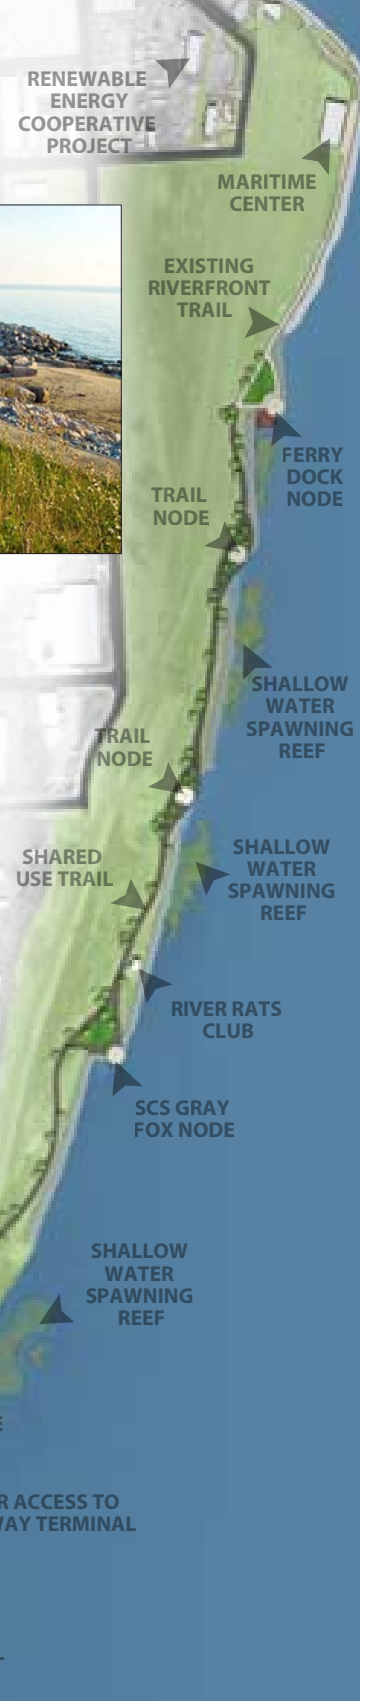 RENEWABLE
ENERGY
COOPERATIVE
PROJECT
MARITIME
CENTER
EXISTING
RIVERFRONT
TRAIL
FERRY
DOCK
NODE
TRAIL
NODE
SHALLOW
WATER
SPAWNING
REEF
TRAIL
NODE
SHALLOW
WATER
SPAWNING
REEF
SHARED
USE TRAIL
RIVER RATS
CLUB
SCS GRAY
FOX NODE
SHALLOW
WATER
SPAWNING
REEF
ACCESS TO
TERMINAL